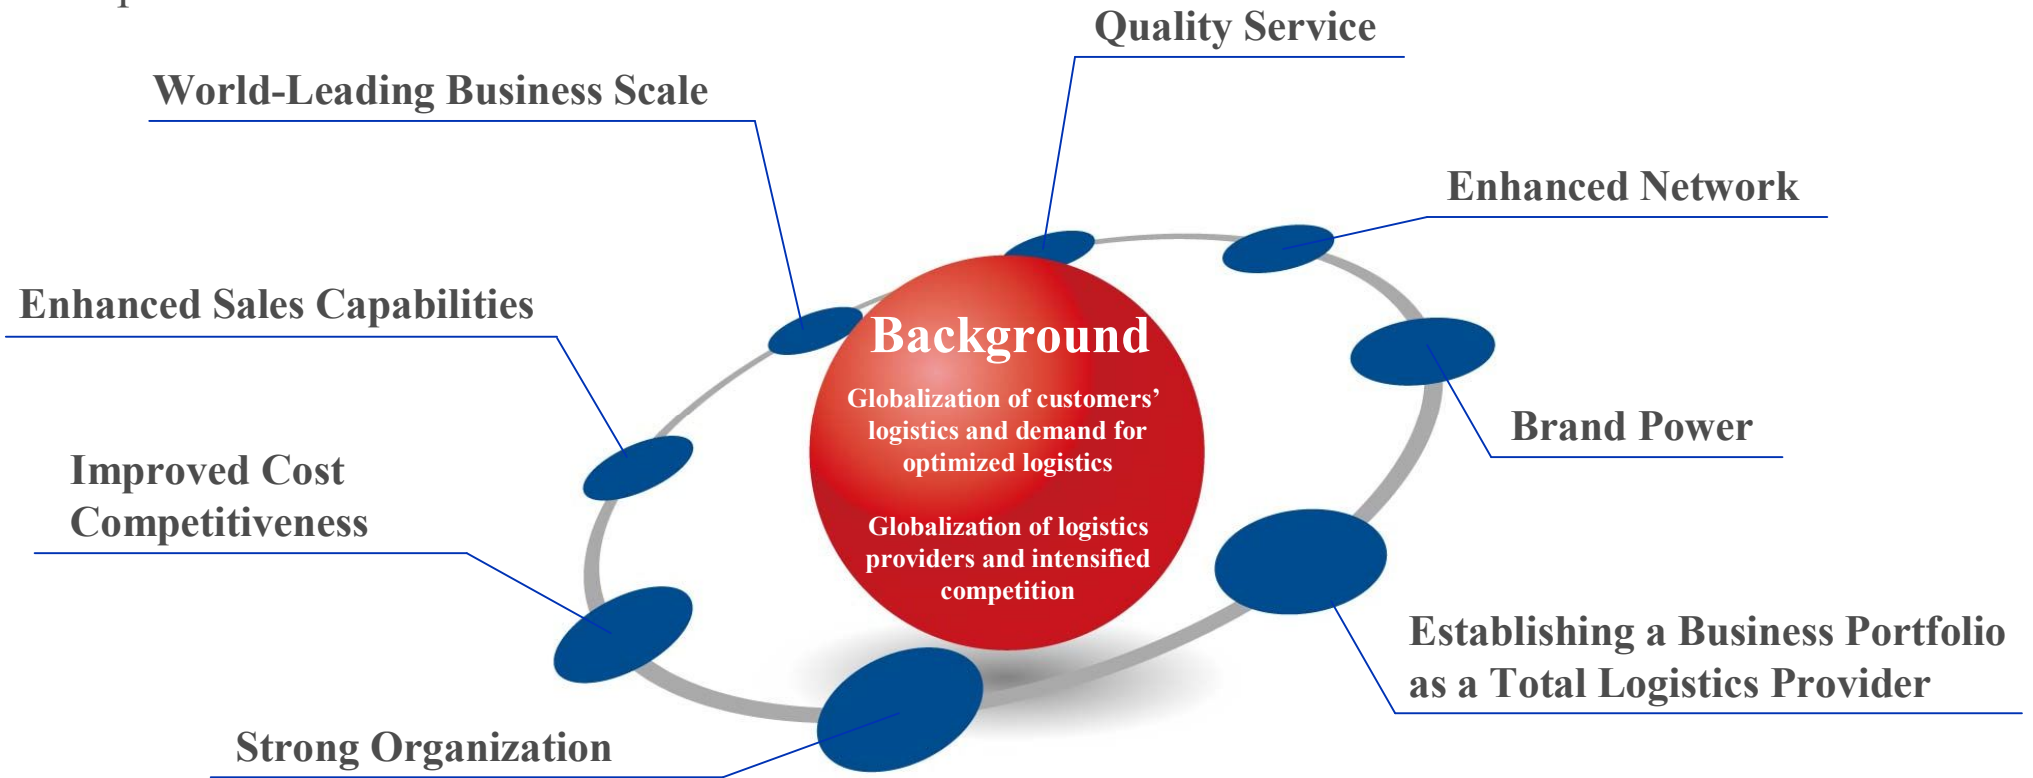 Quality Service
World-Leading Business Scale
Enhanced Network
Enhanced Sales Capabilities
Background
Globalization of customers’
logistics and demand for
optimized logistics
Brand Power
Improved Cost
Competitiveness
Globalization of logistics
providers and intensified
competition
Establishing a Business Portfolio
as a Total Logistics Provider
Strong Organization